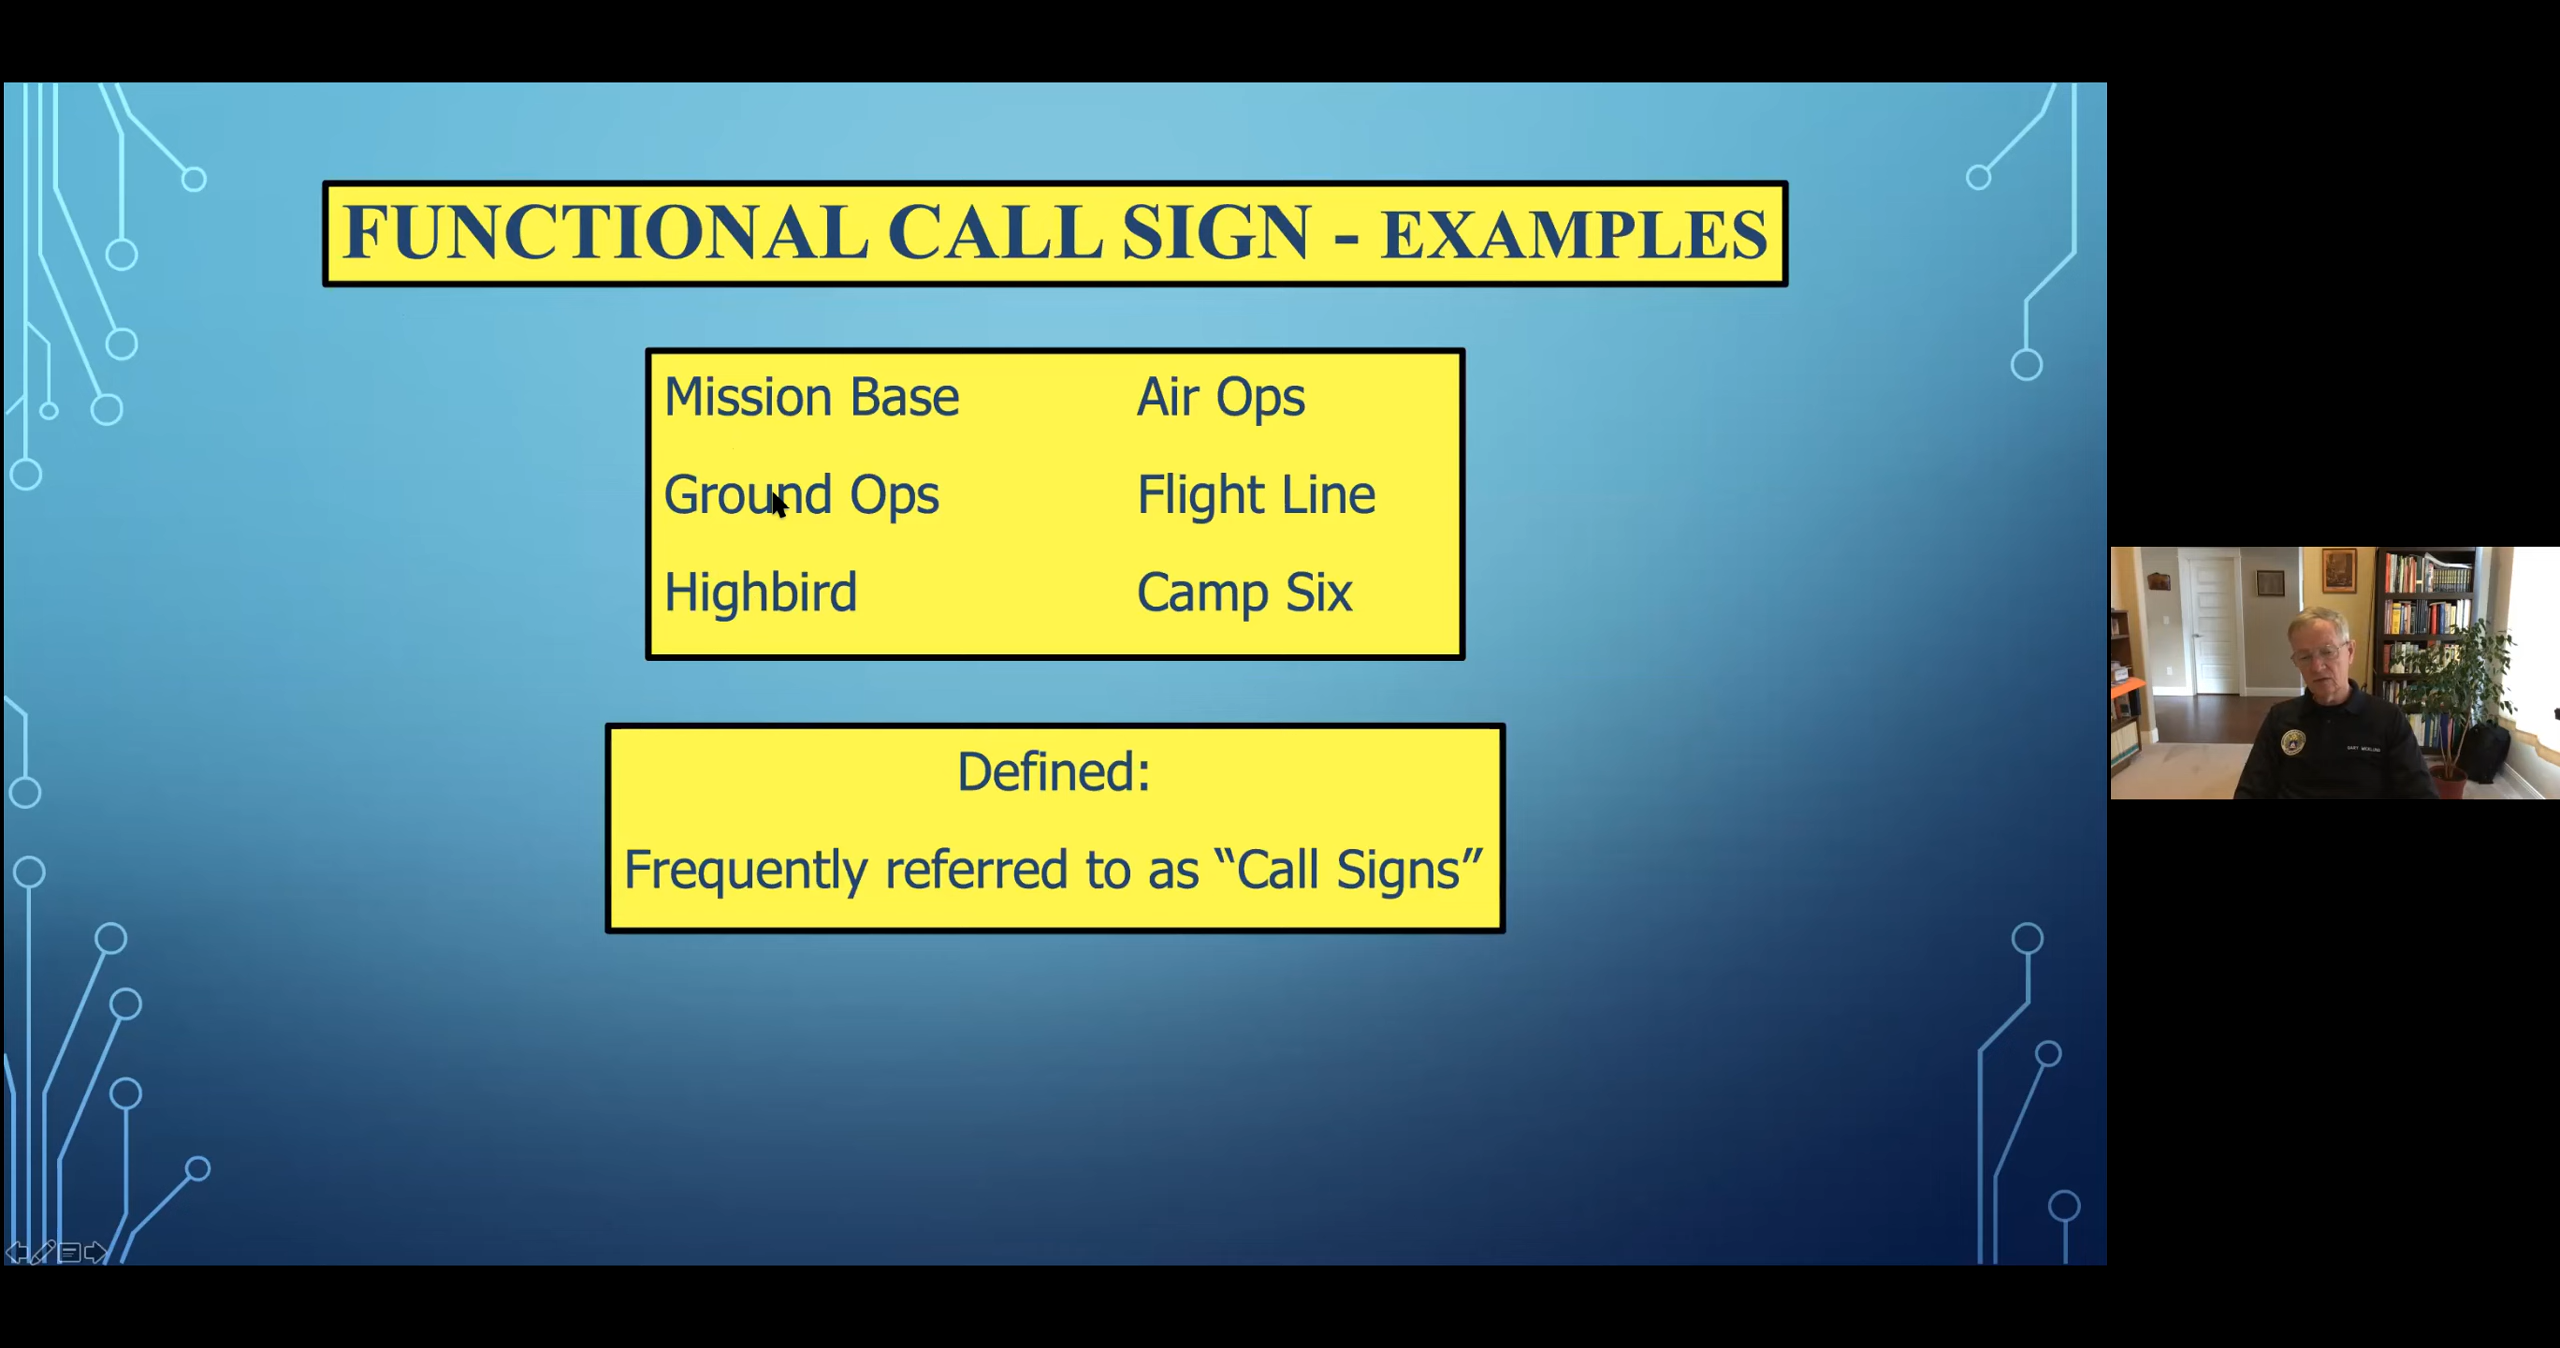 FUNCTIONAL CALL SIGN - EXAMPLES
Mission Base Air Ops
Ground Ops Flight Line
Highbird Camp Six
Defined:
Frequently referred to as “Call Signs”